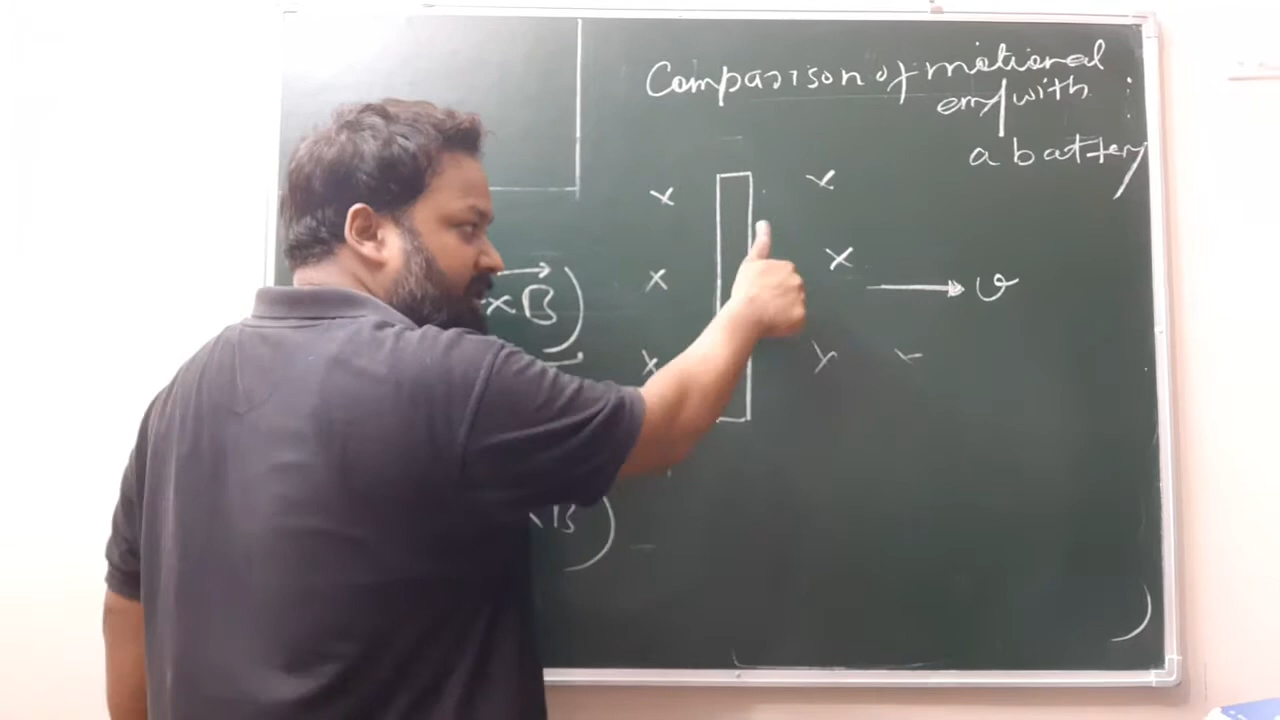 Comparison of motional
emf with
a battery
× ×
× B) × × → v
× × ×
× B)